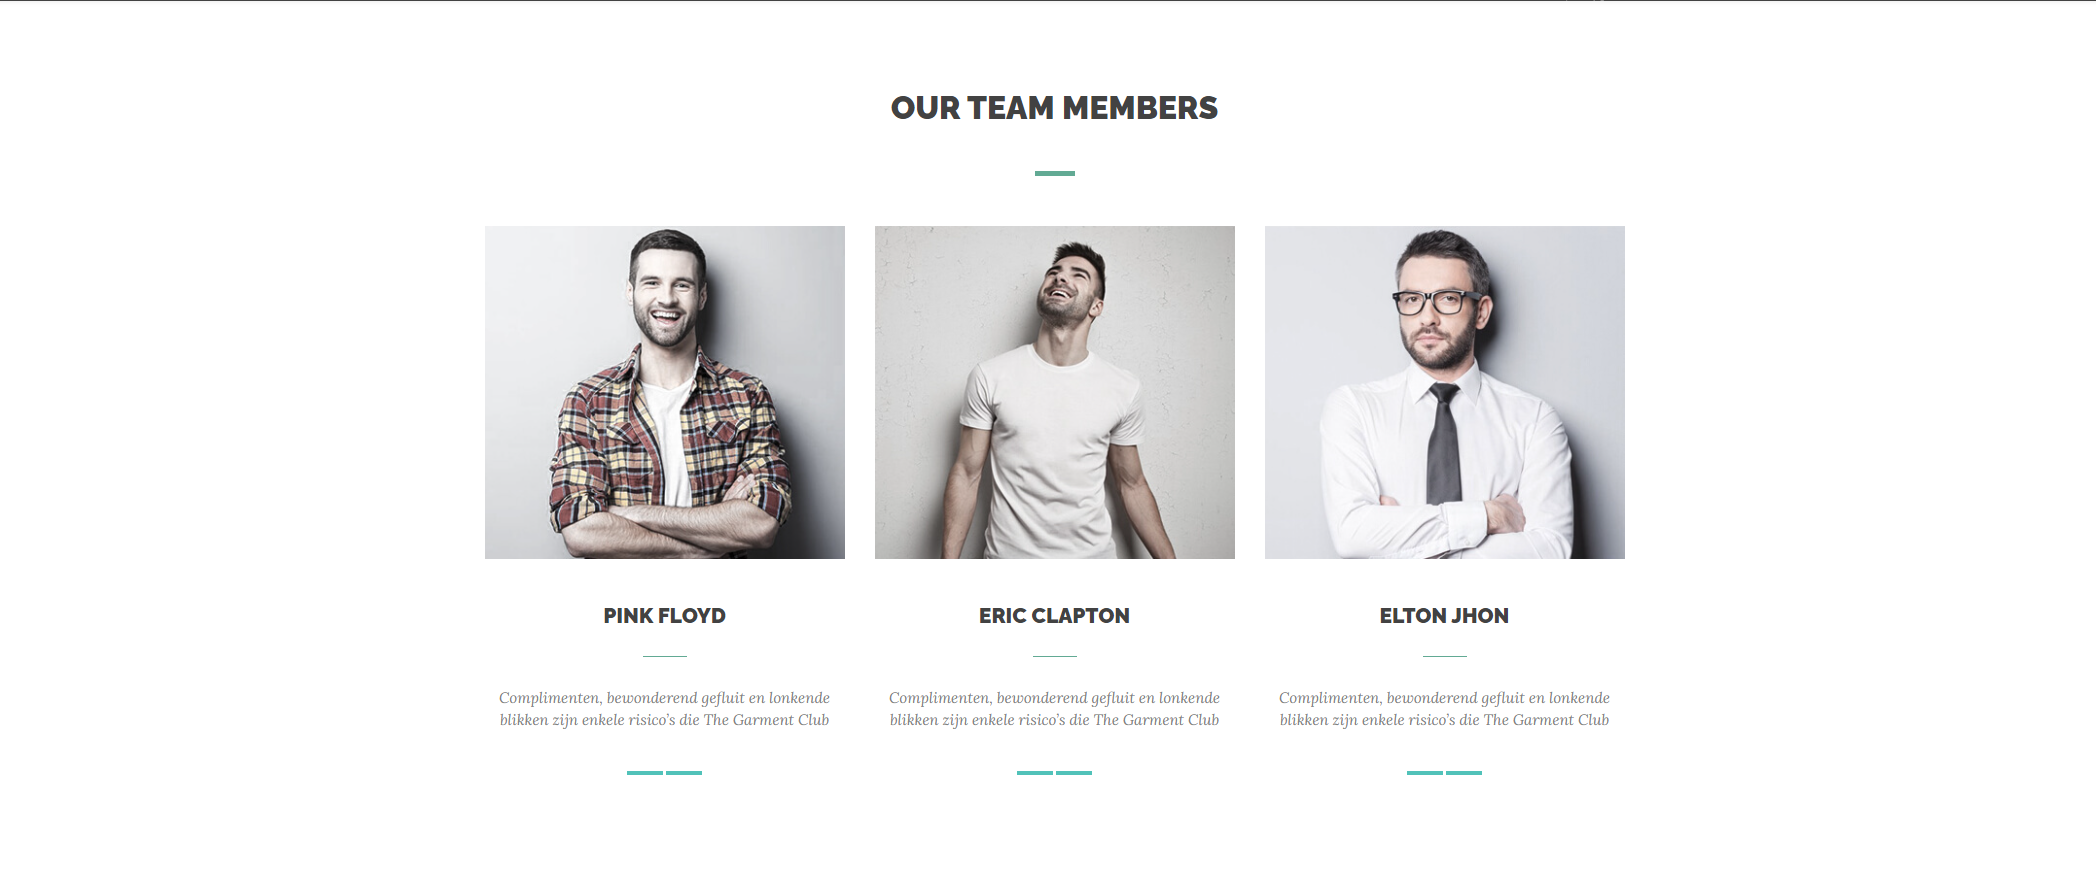 OUR TEAM MEMBERS
PINK FLOYD
Complimenten, bewonderend gefluit en lonkende
blikken zijn enkele risico's die The Garment Club
ERIC CLAPTON
Complimenten, bewonderend gefluit en lonkende
blikken zijn enkele risico's die The Garment Club
ELTON JHON
Complimenten, bewonderend gefluit en lonkende
blikken zijn enkele risico's die The Garment Club